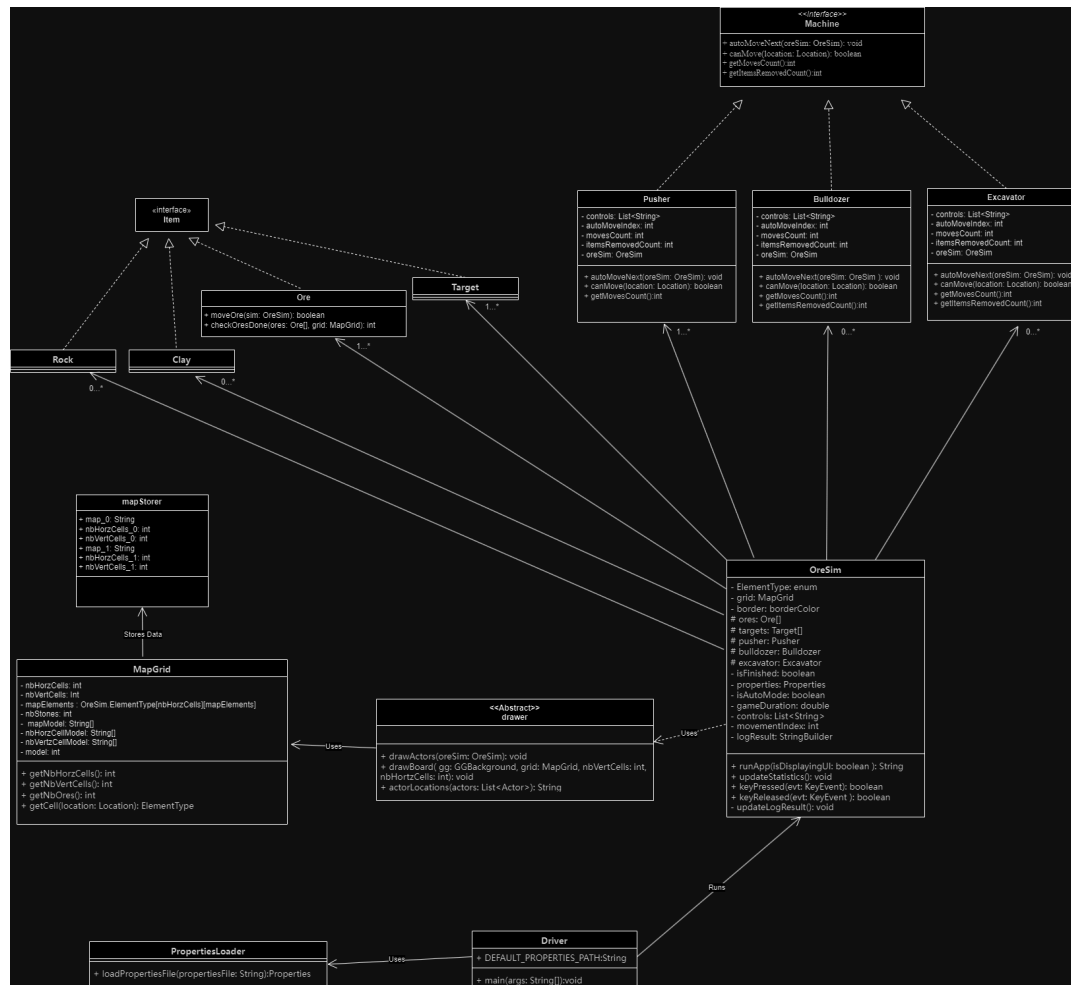 <<interface>>
Machine
+ autoMoveNext(oreSim: OreSim): void
+ canMove(location: Location): boolean
+ getMovesCount():int
+ getItemsRemovedCount():int
Pusher
- controls: List<String>
- autoMoveIndex: int
- movesCount: int
- itemsRemovedCount: int
- oreSim: OreSim
+ autoMoveNext(oreSim: OreSim): void
+ canMove(location: Location): boolean
+ getMovesCount():int
1...*
Bulldozer
- controls: List<String>
- autoMoveIndex: int
- movesCount: int
- itemsRemovedCount: int
- oreSim: OreSim
+ autoMoveNext(oreSim: OreSim ): void
+ canMove(location: Location): boolean
+ getMovesCount():int
+ getItemsRemovedCount():int
0...*
Excavator
- controls: List<String>
- autoMoveIndex: int
- movesCount: int
- itemsRemovedCount: int
- oreSim: OreSim
+ autoMoveNext(oreSim: OreSim): void
+ canMove(location: Location): boolean
+ getMovesCount():int
+ getItemsRemovedCount():int
0...*
«interface»
Item
Target
1...*
Ore
+ moveOre(sim: OreSim): boolean
+ checkOresDone(ores: Ore[], grid: MapGrid): int
1...*
Rock
0...*
Clay
0...*
mapStorer
+ map_0: String
+ nbHorzCells_0: int
+ nbVertCells_0: int
+ map_1: String
+ nbHorzCells_1: int
+ nbVertCells_1: int
Stores Data
MapGrid
- nbHorzCells: int
- nbVertCells: Int
- mapElements : OreSim.ElementType[nbHorzCells][mapElements]
- nbStones: int
- mapModel: String[]
- nbHorzCellModel: String[]
- nbVertzCellModel: String[]
- model: int
+ getNbHorzCells(): int
+ getNbVertCells(): int
+ getNbOres(): int
+ getCell(location: Location): ElementType
Uses
<<Abstract>>
drawer
+ drawActors(oreSim: OreSim): void
+ drawBoard( gg: GGBackground, grid: MapGrid, nbVertCells: int,
nbHortzCells: int): void
+ actorLocations(actors: List<Actor>): String
Uses
OreSim
- ElementType: enum
- grid: MapGrid
- border: borderColor
# ores: Ore[]
# targets: Target[]
# pusher: Pusher
# bulldozer: Bulldozer
# excavator: Excavator
- isFinished: boolean
- properties: Properties
- isAutoMode: boolean
- gameDuration: double
- controls: List<String>
- movementIndex: int
- logResult: StringBuilder
+ runApp(isDisplayingUI: boolean ): String
+ updateStatistics(): void
+ keyPressed(evt: KeyEvent): boolean
+ keyReleased(evt: KeyEvent ): boolean
- updateLogResult(): void
Runs
PropertiesLoader
+ loadPropertiesFile(propertiesFile: String):Properties
Uses
Driver
+ DEFAULT_PROPERTIES_PATH:String
+ main(args: String[]):void